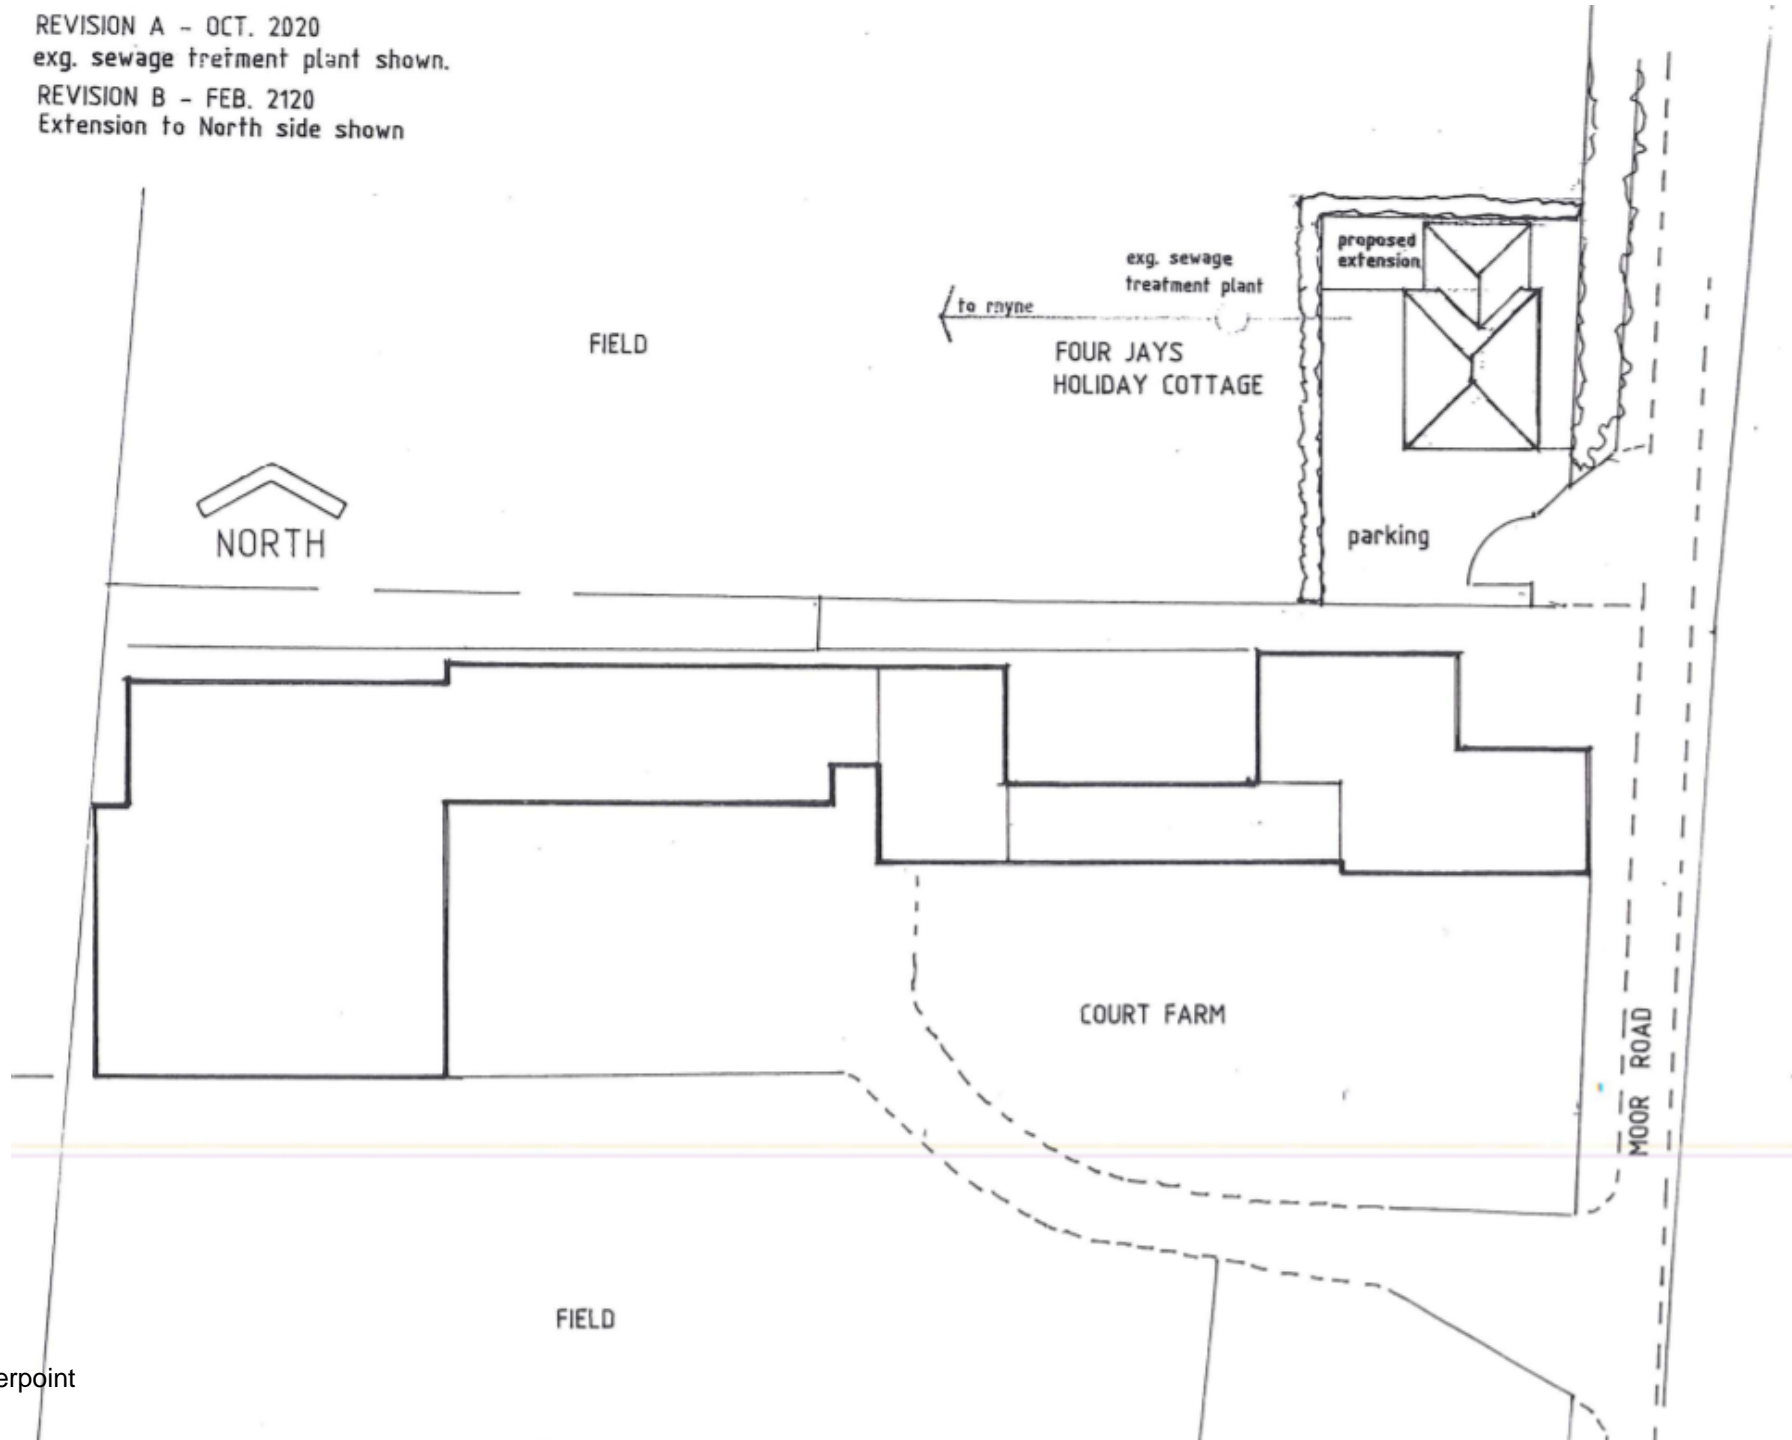 REVISION A - OCT. 2020
exg. sewage tretment plant shown.
REVISION B - FEB. 2120
Extension to North side shown
proposed
extension
exg. sewage
treatment plant
to rhyne
FOUR JAYS
HOLIDAY COTTAGE
FIELD
NORTH
parking
COURT FARM
MOOR ROAD
FIELD
erpoint